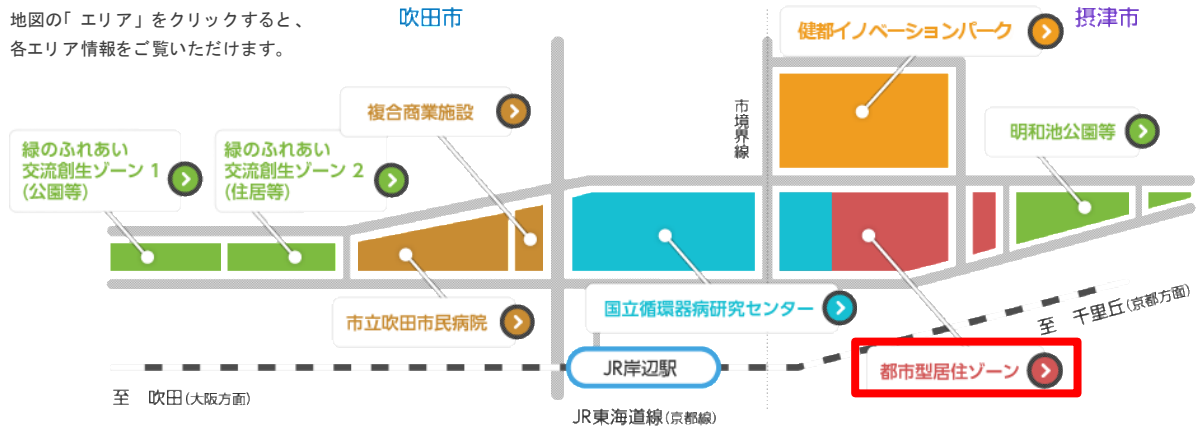 地図の「エリア」をクリックすると、
各エリア情報をご覧いただけます。
吹田市
摂津市
健都イノベーションパーク
複合商業施設
市境界線
明和池公園等
緑のふれあい
交流創生ゾーン 1
(公園等)
緑のふれあい
交流創生ゾーン 2
(住居等)
市立吹田市民病院
国立循環器病研究センター
至 千里丘(京都方面)
JR岸辺駅
都市型居住ゾーン
至 吹田(大阪方面)
JR東海道線(京都線)